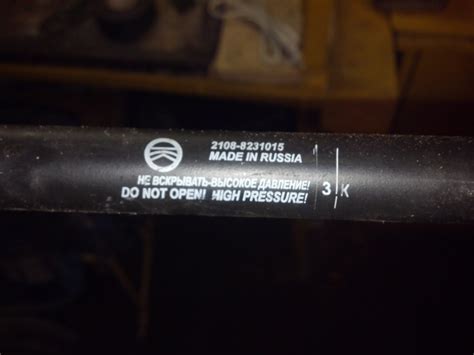 2108-8231015
MADE IN RUSSIA
НЕ ВСКРЫВАТЬ-ВЫСОКОЕ ДАВЛЕНИЕ!
DO NOT OPEN! HIGH PRESSURE!
3 K